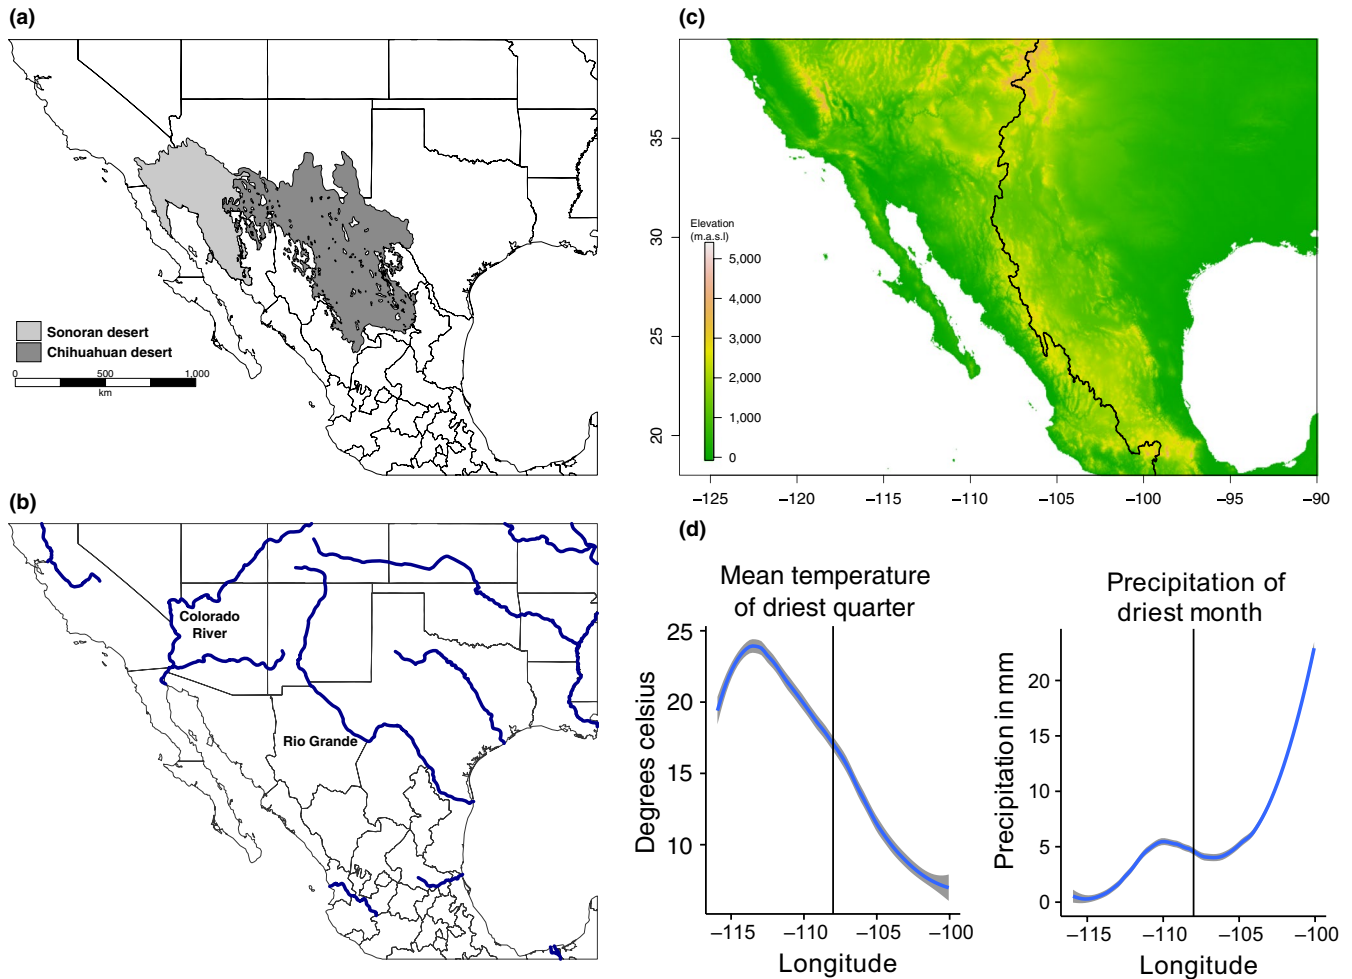 (a)
Sonoran desert
Chihuahuan desert
0 500 1,000
km
(b)
Colorado
River
Rio Grande
(c)
35
30
25
20
Elevation
(m.a.s.l)
5,000
4,000
3,000
2,000
1,000
0
−125 −120 −115 −110 −105 −100 −95 −90
(d)
Mean temperature
of driest quarter
Degrees celsius
25
20
15
10
−115 −110 −105 −100
Longitude
Precipitation of
driest month
Precipitation in mm
20
15
10
5
0
−115 −110 −105 −100
Longitude